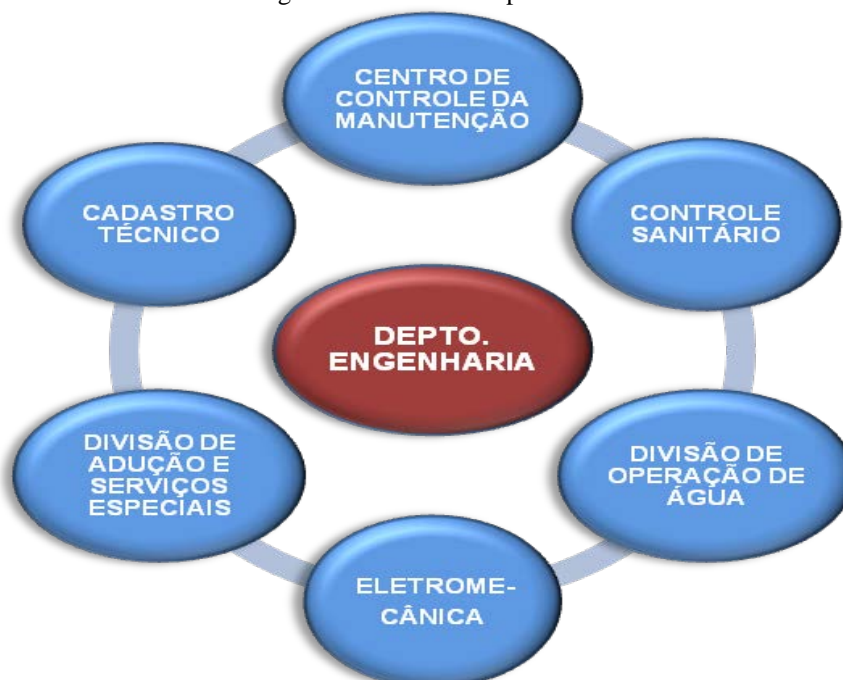 CENTRO DE
CONTROLE DA
MANUTENÇÃO
CADASTRO
TÉCNICO
CONTROLE
SANITÁRIO
DEPTO.
ENGENHARIA
DIVISÃO DE
ADUÇÃO E
SERVIÇOS
ESPECIAIS
DIVISÃO DE
OPERAÇÃO DE
ÁGUA
ELETROME-
CÂNICA